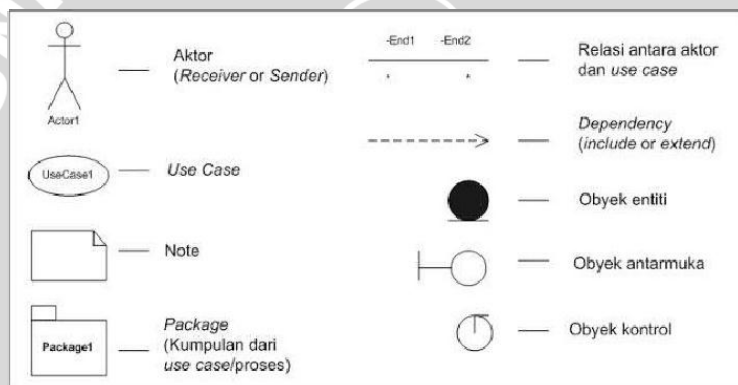 Actor1
Aktor
(Receiver or Sender)
UseCase1
Use Case
Note
Package1
Package
(Kumpulan dari
use case/proses)
-End1 -End2
* *
Relasi antara aktor
dan use case
Dependency
(include or extend)
Obyek entiti
Obyek antarmuka
Obyek kontrol